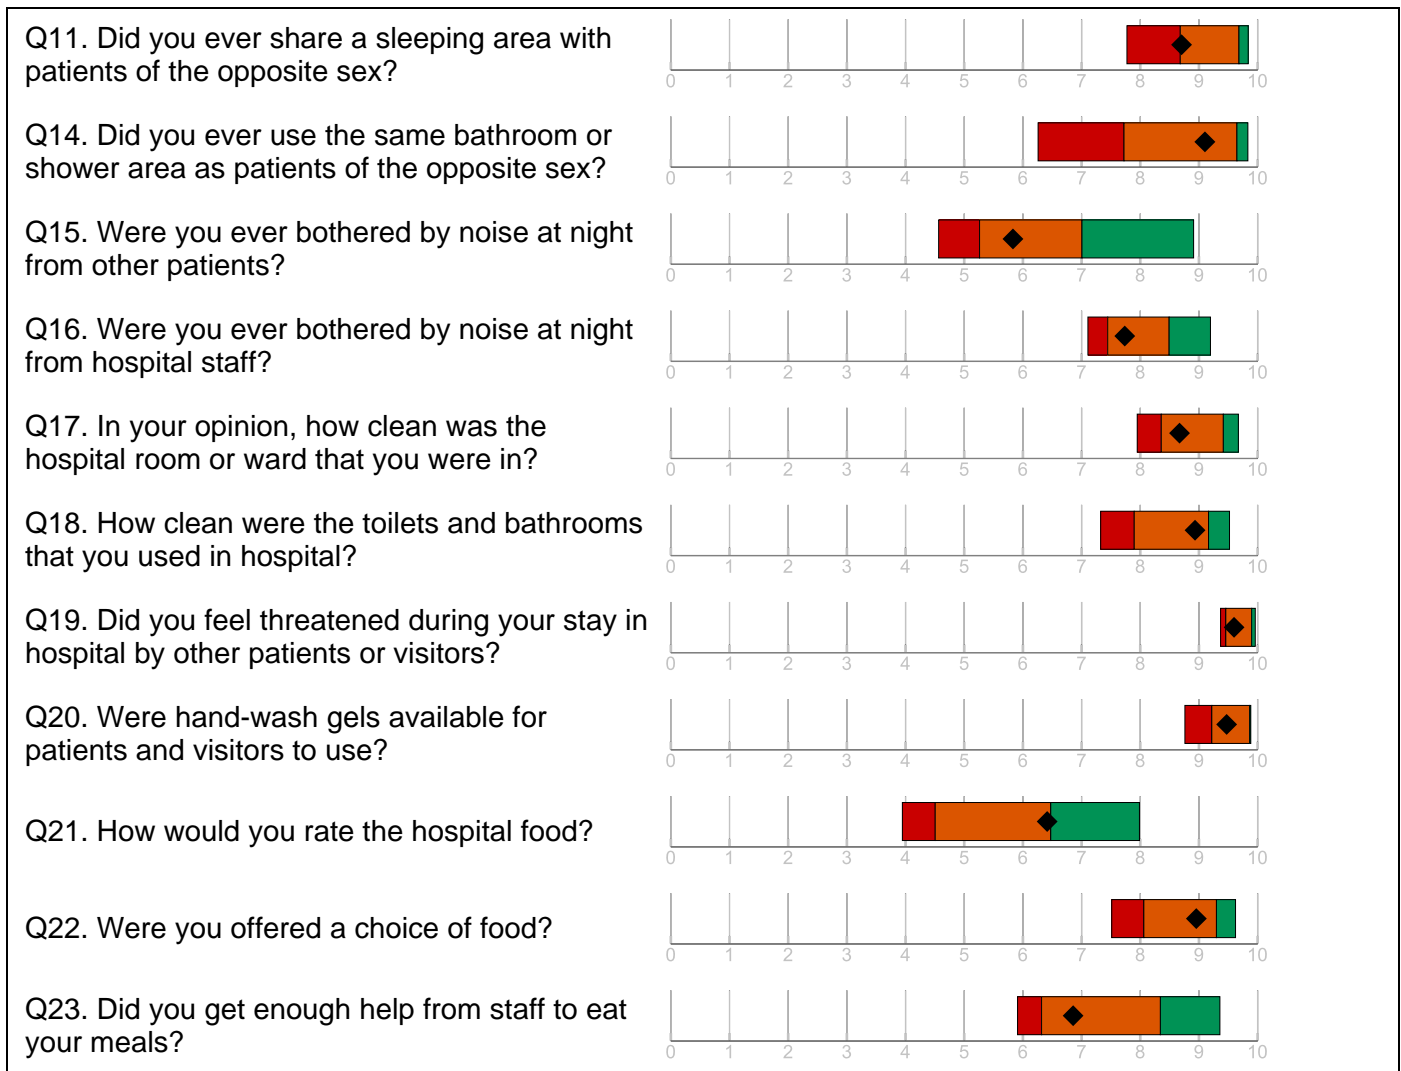 Q11. Did you ever share a sleeping area with
patients of the opposite sex?
0 1 2 3 4 5 6 7 8 9 10
Q14. Did you ever use the same bathroom or
shower area as patients of the opposite sex?
0 1 2 3 4 5 6 7 8 9 10
Q15. Were you ever bothered by noise at night
from other patients?
0 1 2 3 4 5 6 7 8 9 10
Q16. Were you ever bothered by noise at night
from hospital staff?
0 1 2 3 4 5 6 7 8 9 10
Q17. In your opinion, how clean was the
hospital room or ward that you were in?
0 1 2 3 4 5 6 7 8 9 10
Q18. How clean were the toilets and bathrooms
that you used in hospital?
0 1 2 3 4 5 6 7 8 9 10
Q19. Did you feel threatened during your stay in
hospital by other patients or visitors?
0 1 2 3 4 5 6 7 8 9 10
Q20. Were hand-wash gels available for
patients and visitors to use?
0 1 2 3 4 5 6 7 8 9 10
Q21. How would you rate the hospital food?
0 1 2 3 4 5 6 7 8 9 10
Q22. Were you offered a choice of food?
0 1 2 3 4 5 6 7 8 9 10
Q23. Did you get enough help from staff to eat
your meals?
0 1 2 3 4 5 6 7 8 9 10